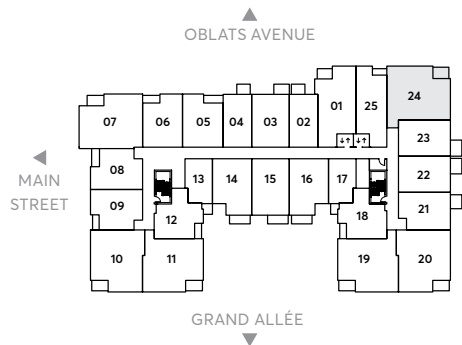 OBLATS AVENUE
01 25 24
07 06 05 04 03 02
23
08 13 14 15 16 17 22
MAIN
STREET
09 12 18 21
10 11 19 20
GRAND ALLÉE